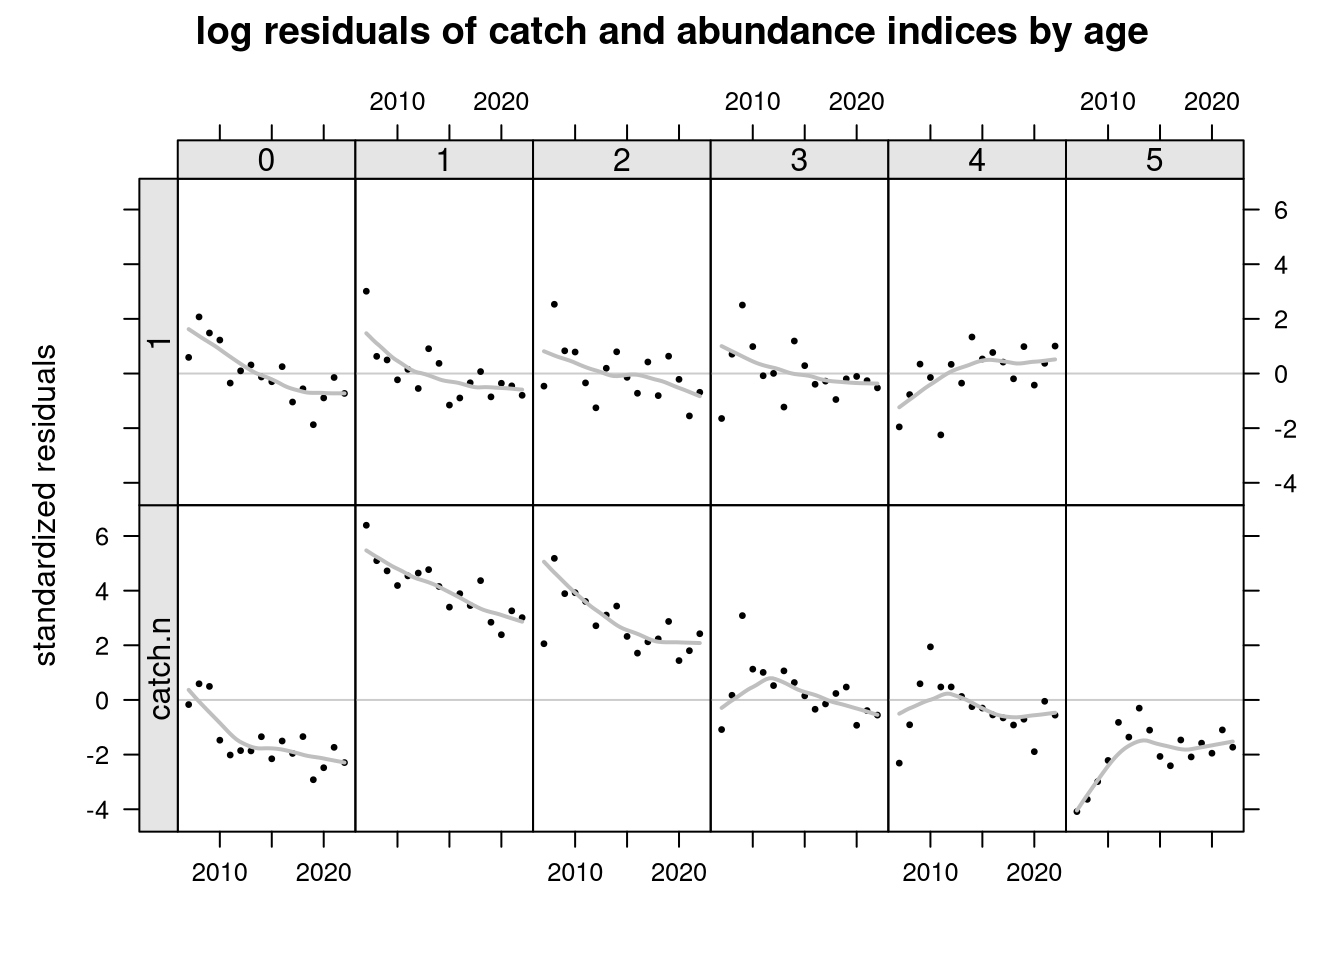 log residuals of catch and abundance indices by age
2010 2020 2010 2020 2010 2020
0 1 2 3 4 5
1
6
4
2
0
-2
-4
standardized residuals
catch.n
6
4
2
0
-2
-4
2010 2020 2010 2020 2010 2020